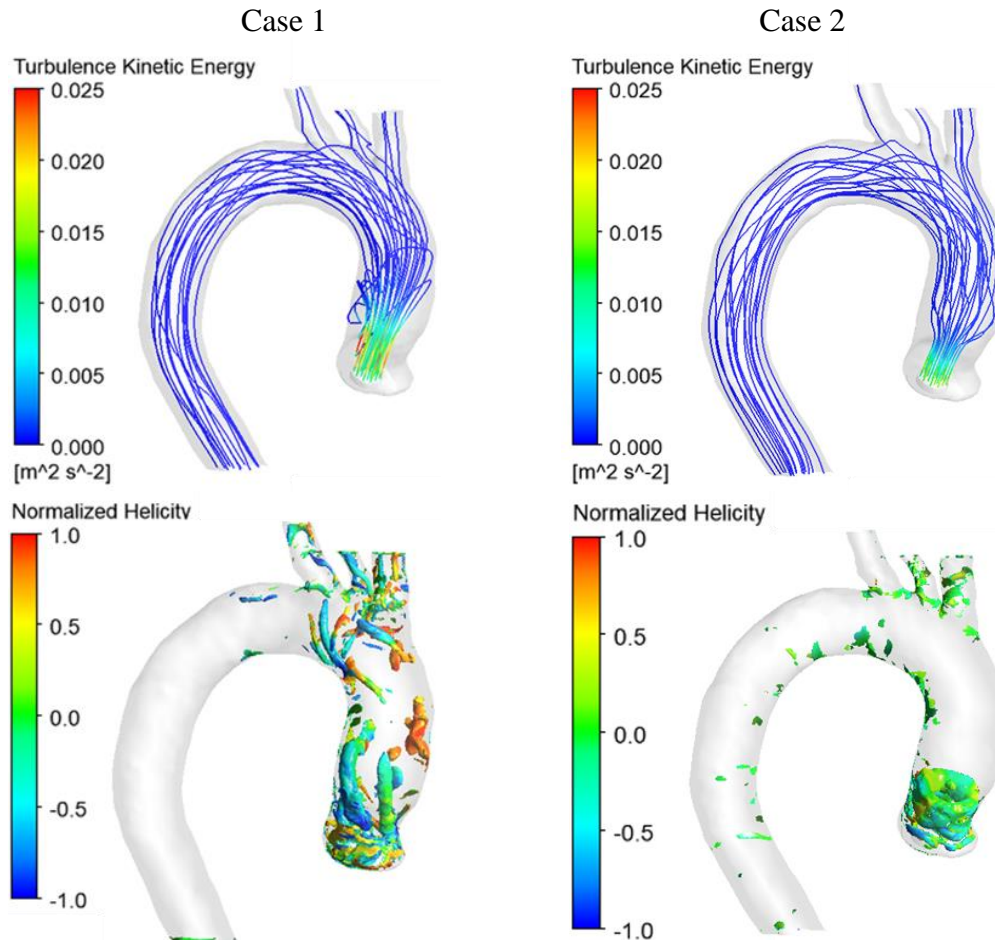 Case 1
Case 2
Turbulence Kinetic Energy
0.025
0.020
0.015
0.010
0.005
0.000
[m^2 s^-2]
Turbulence Kinetic Energy
0.025
0.020
0.015
0.010
0.005
0.000
[m^2 s^-2]
Normalized Helicity
1.0
0.5
0.0
-0.5
-1.0
Normalized Helicity
1.0
0.5
0.0
-0.5
-1.0